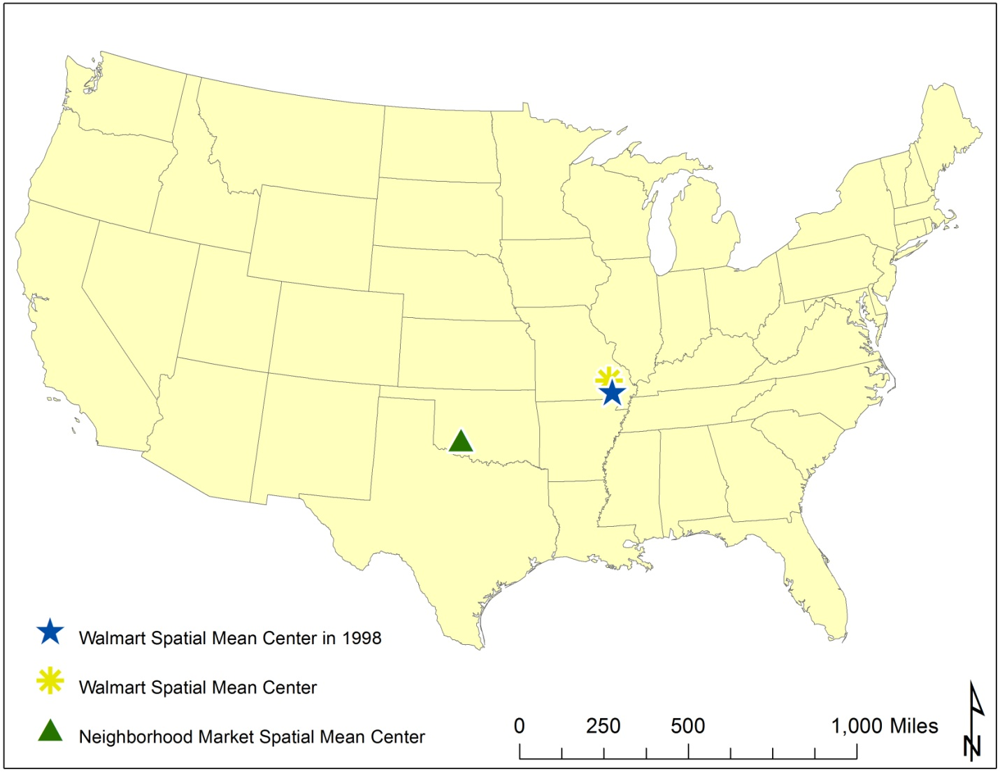 Walmart Spatial Mean Center in 1998
Walmart Spatial Mean Center
Neighborhood Market Spatial Mean Center
0 250 500 1,000 Miles
N